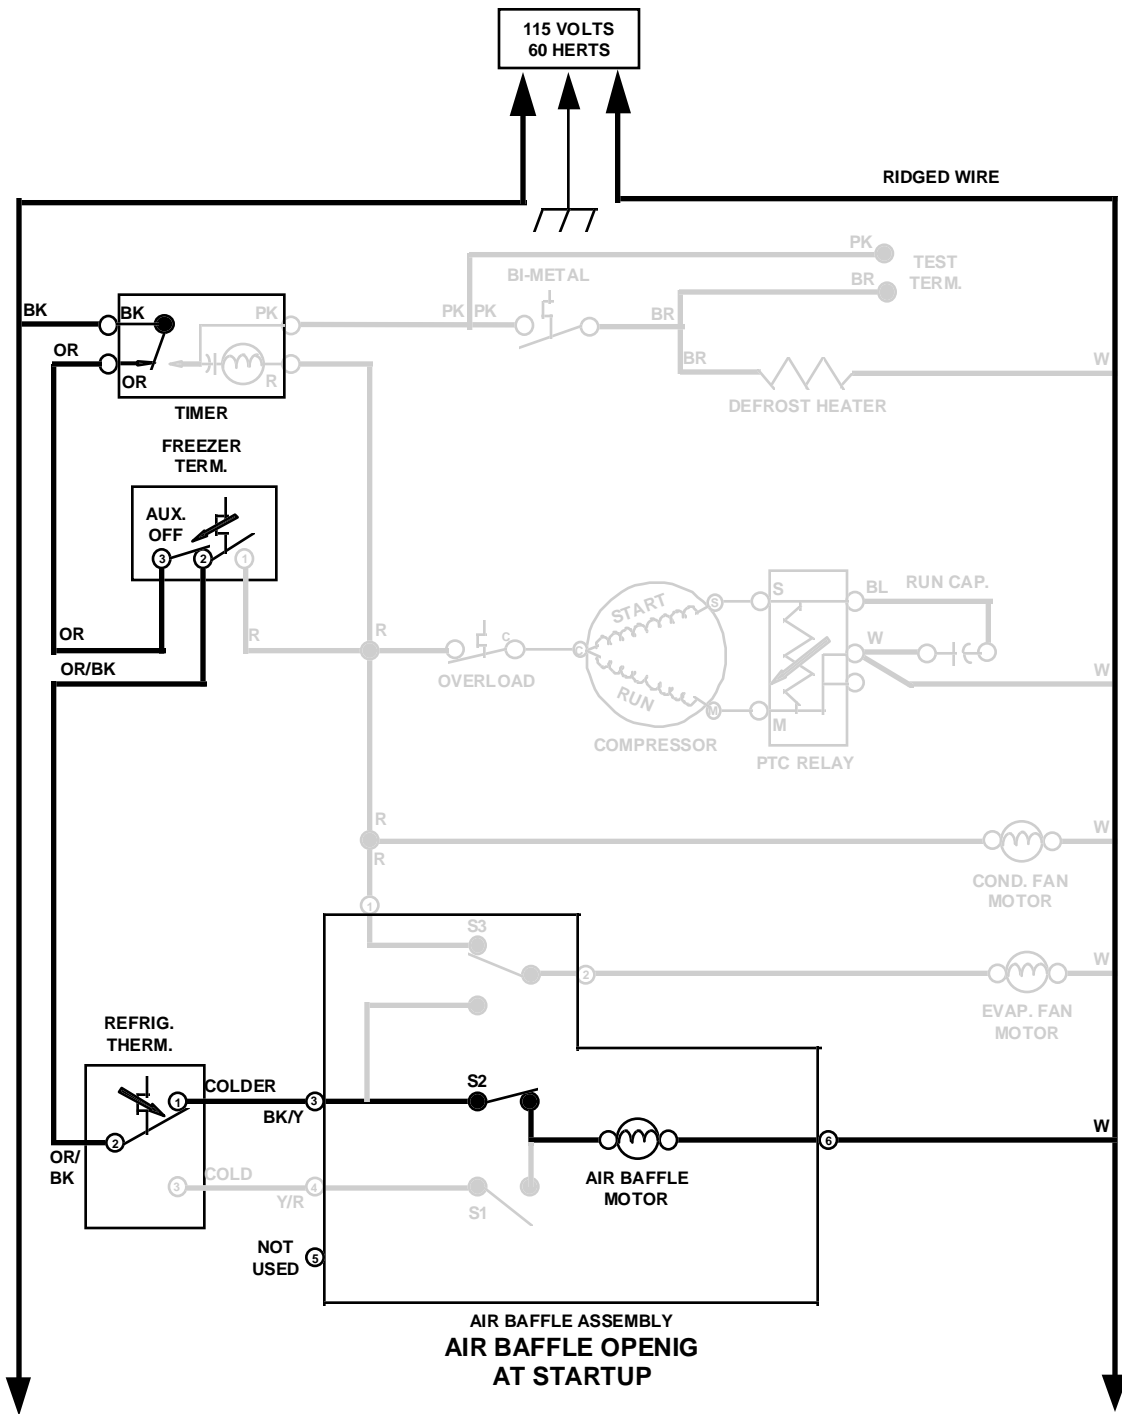 115 VOLTS
60 HERTS
RIDGED WIRE
PK
TEST
TERM.
BI-METAL
BR
BK
BK
PK
PK
PK
BR
OR
OR
R
BR
W
TIMER
DEFROST HEATER
FREEZER
TERM.
AUX.
OFF
3
2
1
S
BL
RUN CAP.
START
S
OR
R
R
C
C
W
OR/BK
OVERLOAD
RUN
W
M
M
COMPRESSOR
PTC RELAY
R
W
R
COND. FAN
MOTOR
1
S3
W
2
EVAP. FAN
MOTOR
REFRIG.
THERM.
COLDER
S2
1
3
BK/Y
W
2
6
OR/
BK
COLD
AIR BAFFLE
MOTOR
3
4
Y/R
S1
NOT
USED
5
AIR BAFFLE ASSEMBLY
AIR BAFFLE OPENIG
AT STARTUP